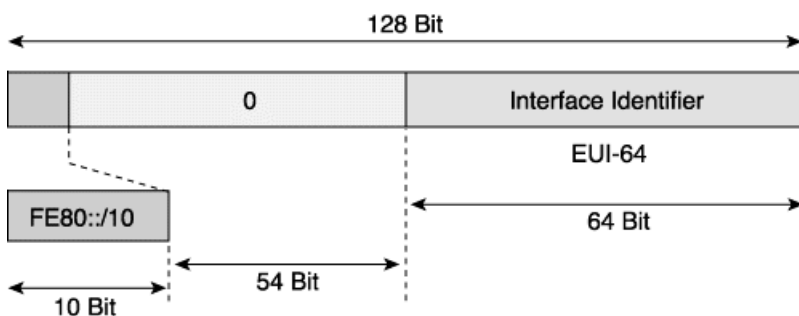 128 Bit
0
Interface Identifier
EUI-64
FE80::/10
64 Bit
54 Bit
10 Bit